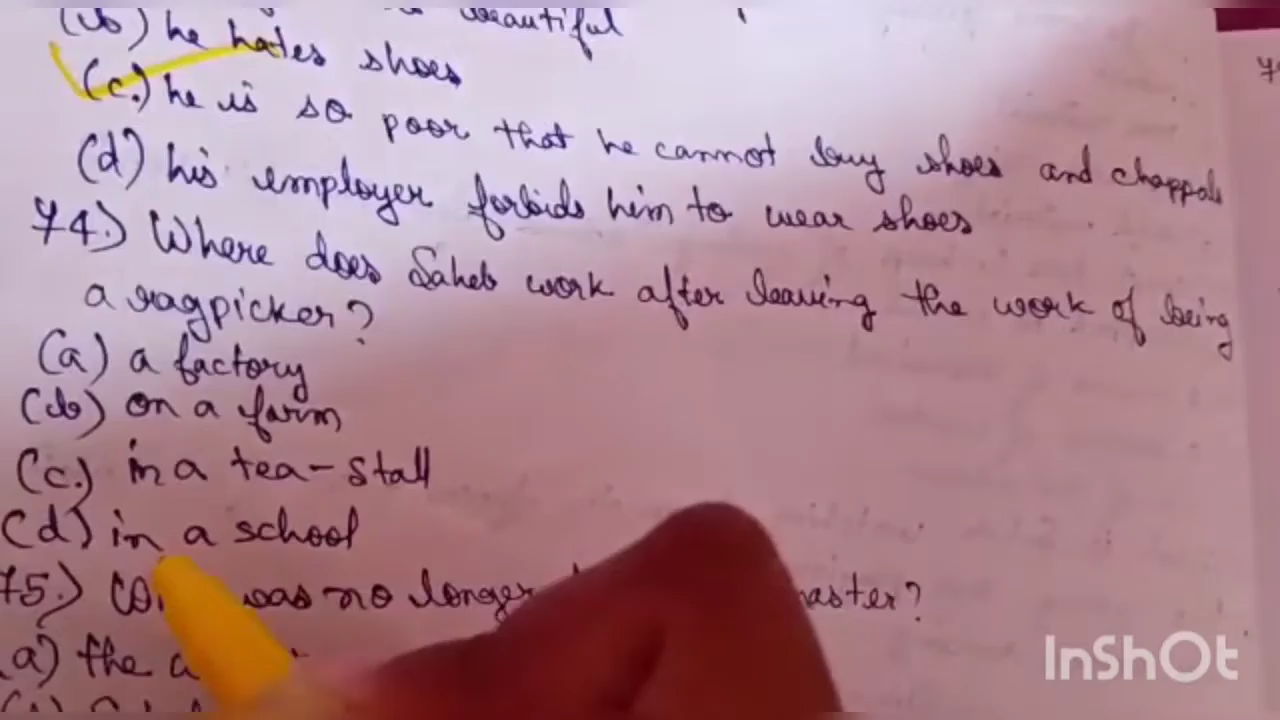 (b) he hates shoes beautiful
(c.) he is so poor that he cannot buy shoes and chappals
(d) his employer forbids him to wear shoes
74.) Where does Saheb work after leaving the work of being
a ragpicker?
(a) a factory
(b) on a farm
(c.) in a tea-stall
(d) in a school
75.) was no longer master?
(a) the
InShOt